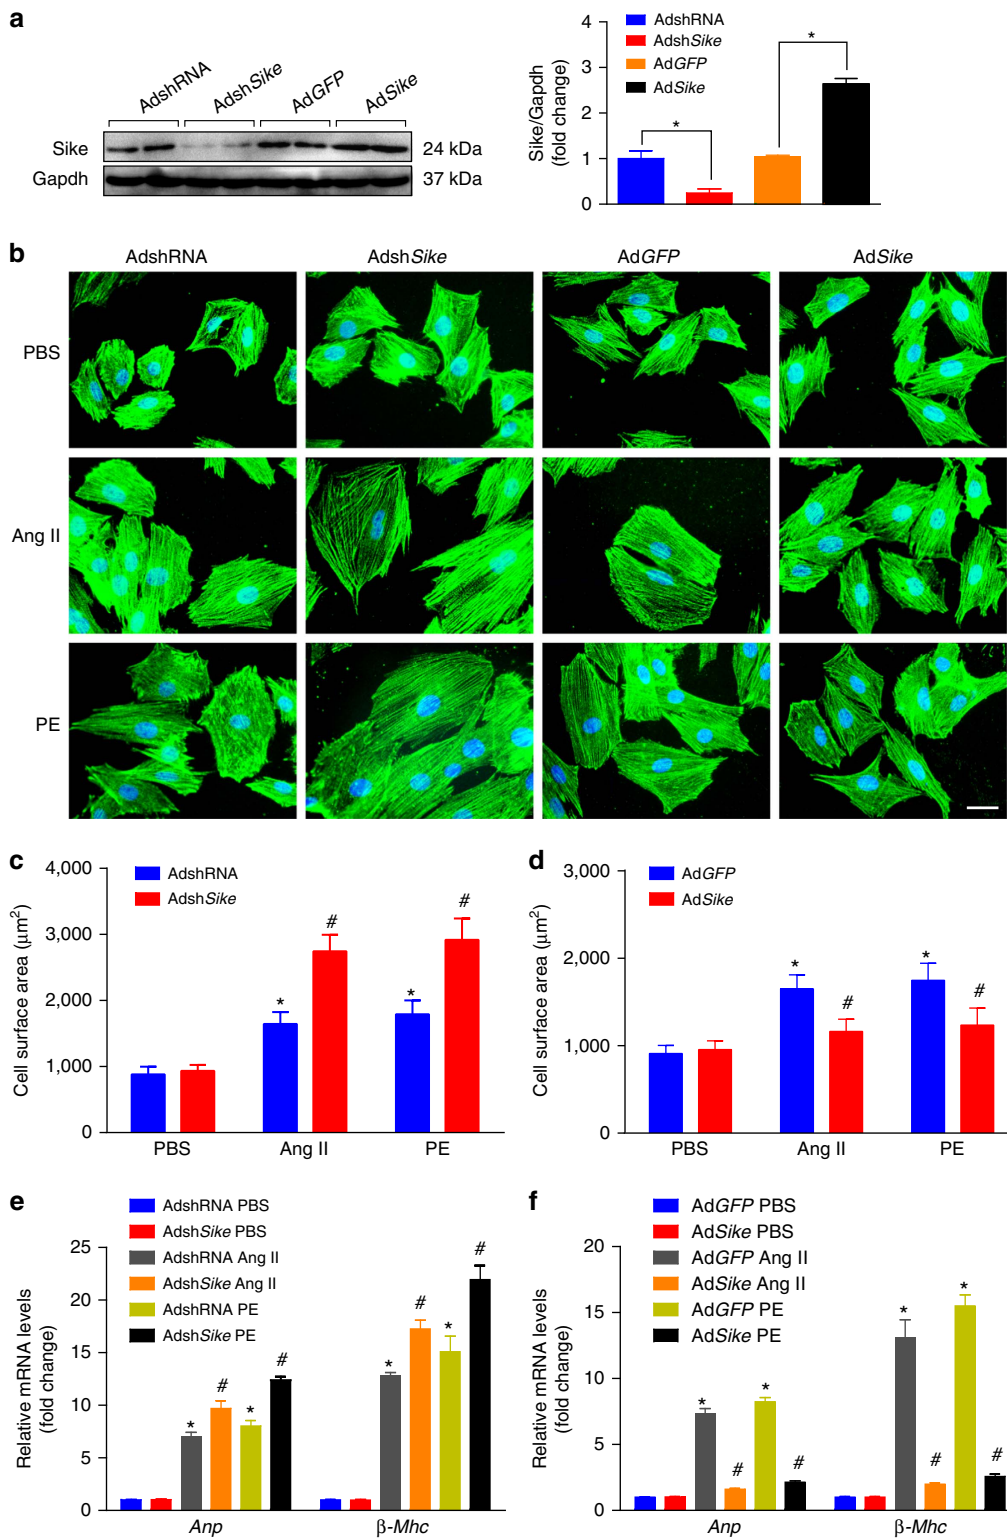 a
AdshRNA
AdshSike
AdGFP
AdSike
Sike
24 kDa
Gapdh
37 kDa
Sike/Gapdh
(fold change)
4
3
2
1
0
AdshRNA
AdshSike
AdGFP
AdSike
*
*
b
AdshRNA
AdshSike
AdGFP
AdSike
PBS
Ang II
PE
c
Cell surface area (μm²)
4,000
3,000
2,000
1,000
0
AdshRNA
AdshSike
*
#
*
#
PBS
Ang II
PE
d
Cell surface area (μm²)
3,000
2,000
1,000
0
AdGFP
AdSike
*
#
*
#
PBS
Ang II
PE
e
AdshRNA PBS
AdshSike PBS
AdshRNA Ang II
AdshSike Ang II
AdshRNA PE
AdshSike PE
Relative mRNA levels
(fold change)
25
20
15
10
5
0
*
#
*
#
*
#
*
#
Anp
β-Mhc
f
AdGFP PBS
AdSike PBS
AdGFP Ang II
AdSike Ang II
AdGFP PE
AdSike PE
Relative mRNA levels
(fold change)
20
15
10
5
0
*
#
*
#
*
#
*
#
Anp
β-Mhc